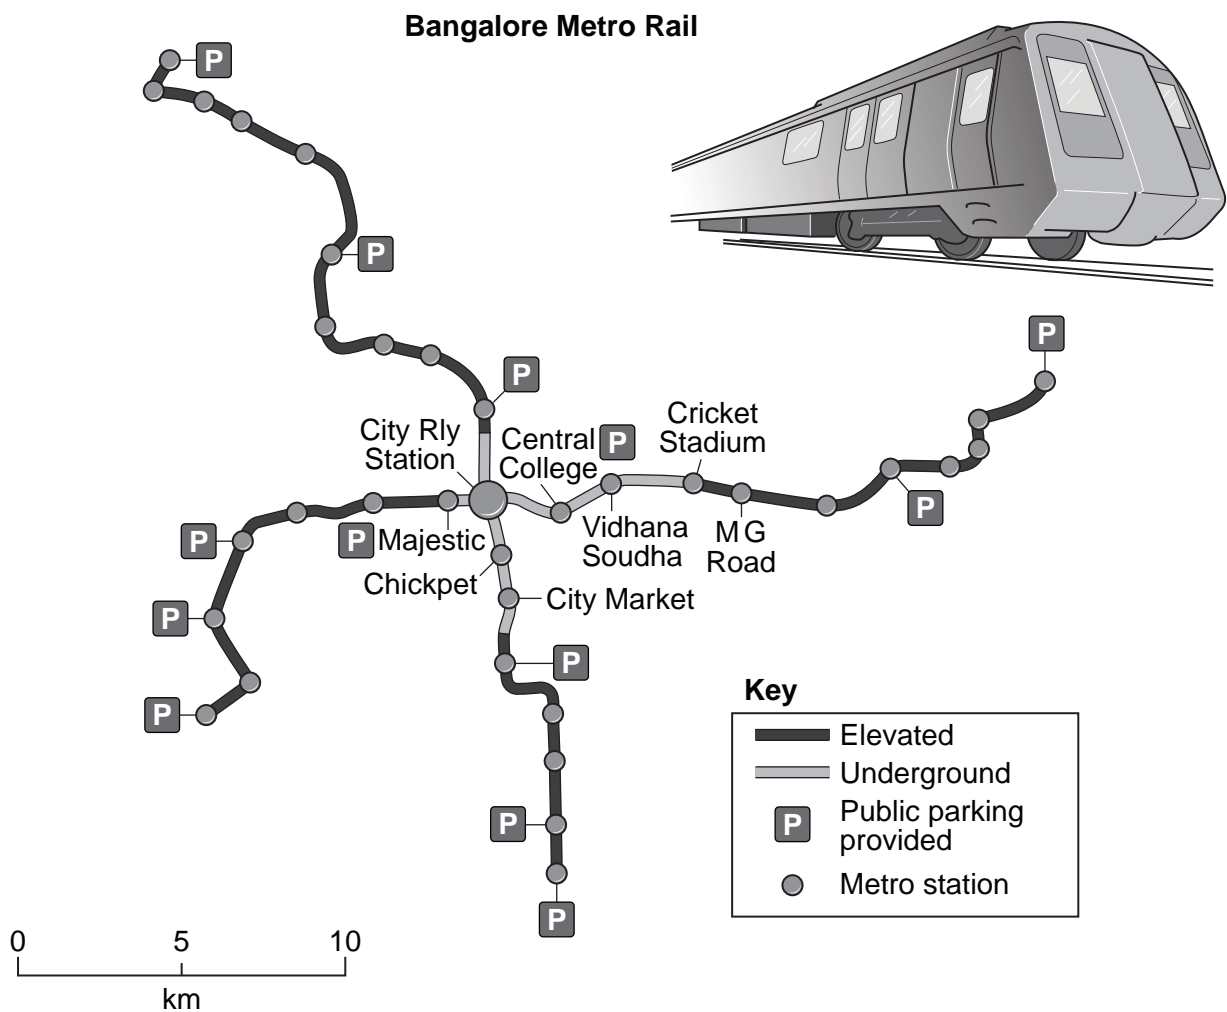 Bangalore Metro Rail
P
P
P
P
City Rly
Station
Central
College
P
Cricket
Stadium
P
P
P
Majestic
Vidhana
Soudha
M G
Road
Chickpet
City Market
P
P
P
P
P
Key
Elevated
Underground
P
Public parking
provided
Metro station
0 5 10
km